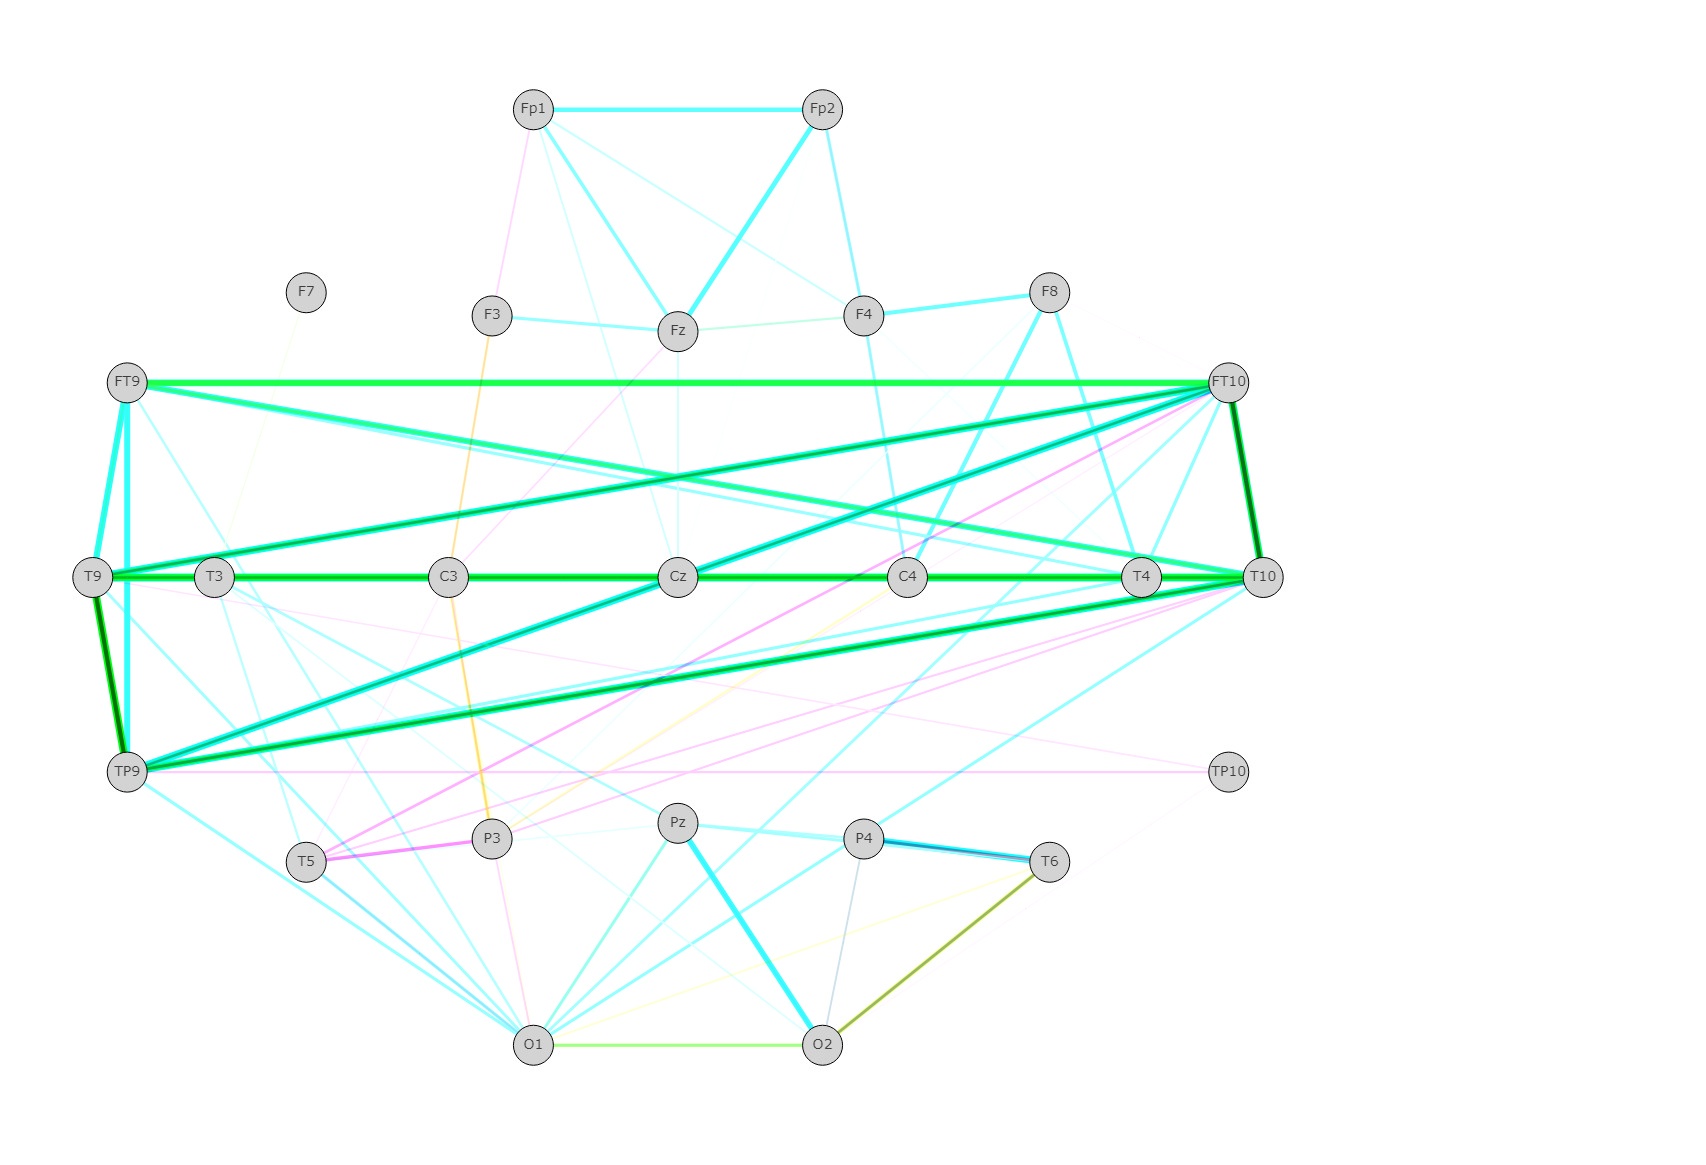 Fp1 Fp2
F7 F8
F3 Fz F4
FT9 FT10
T9 T3 C3 Cz C4 T4 T10
TP9 TP10
Pz
P3 P4
T5 T6
O1 O2